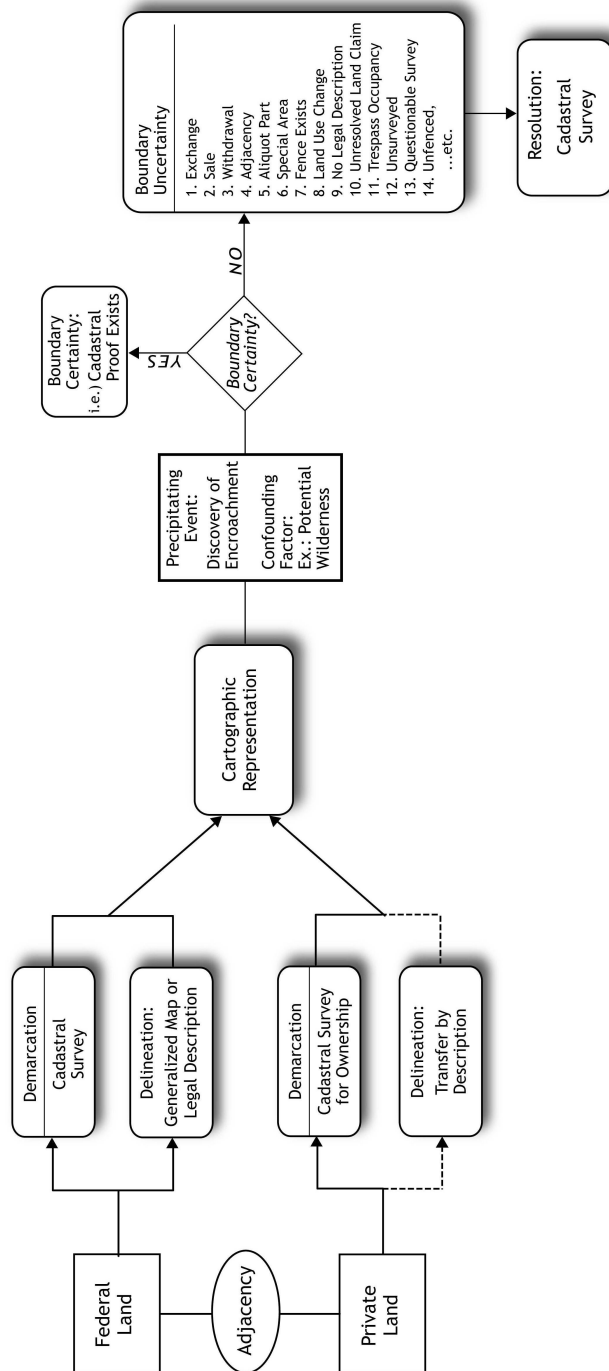 Federal
Land
Adjacency
Private
Land
Demarcation
Cadastral
Survey
Delineation:
Generalized Map or
Legal Description
Demarcation
Cadastral Survey
for Ownership
Delineation:
Transfer by
Description
Cartographic
Representation
Precipitating
Event:
Discovery of
Encroachment
Confounding
Factor:
Ex.: Potential
Wilderness
Boundary
Certainty?
YES
NO
Boundary
Certainty:
i.e.) Cadastral
Proof Exists
Boundary
Uncertainty
1. Exchange
2. Sale
3. Withdrawal
4. Adjacency
5. Aliquot Part
6. Special Area
7. Fence Exists
8. Land Use Change
9. No Legal Description
10. Unresolved Land Claim
11. Trespass Occupancy
12. Unsurveyed
13. Questionable Survey
14. Unfenced,
...etc.
Resolution:
Cadastral
Survey